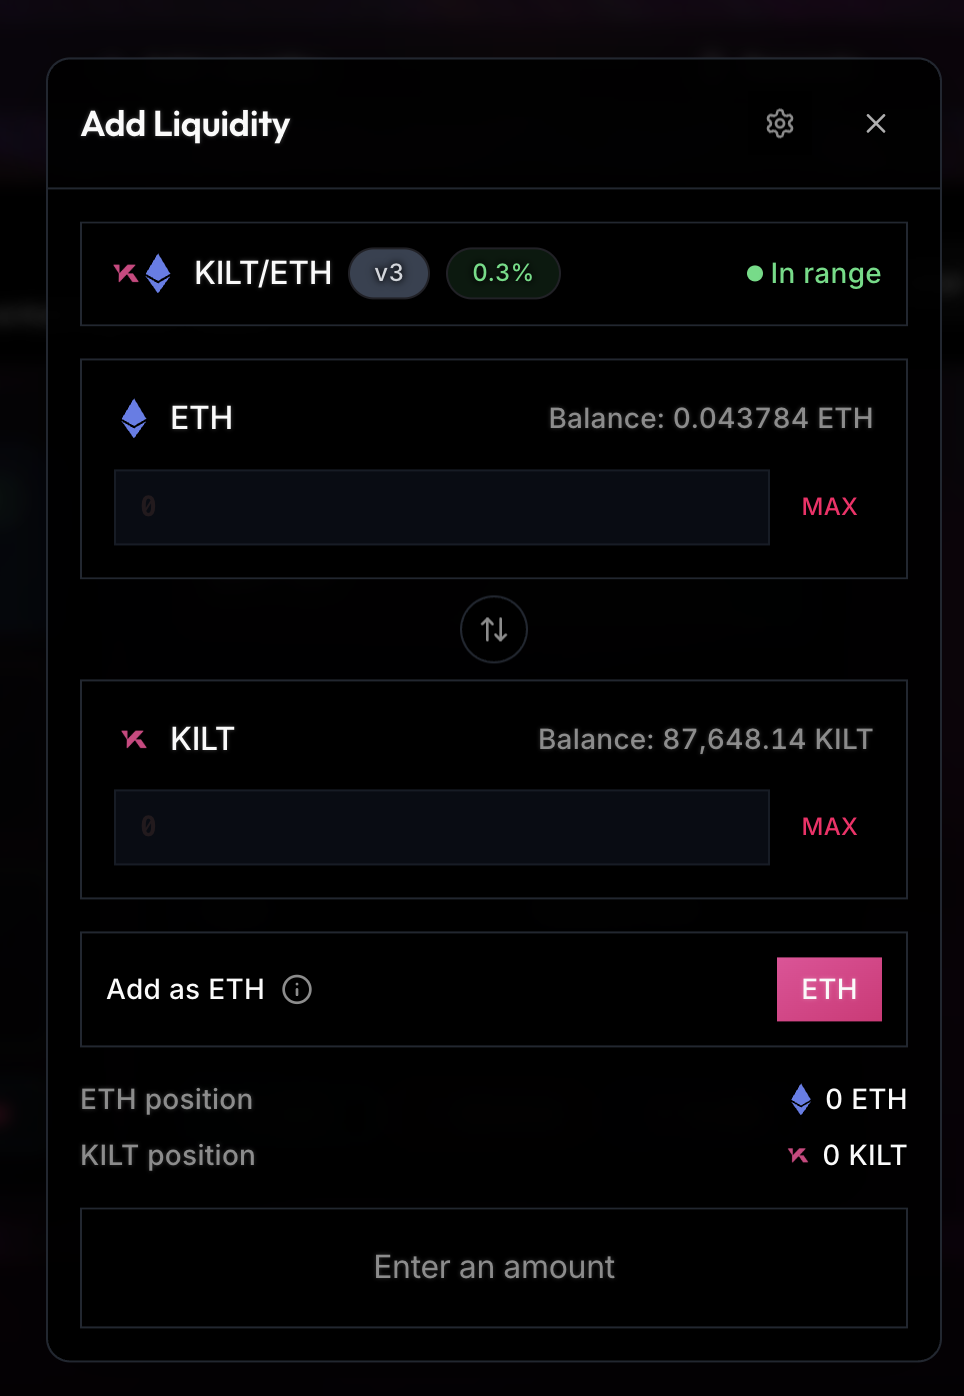 Add Liquidity
KILT/ETH v3 0.3% In range
ETH Balance: 0.043784 ETH
0 MAX
KILT Balance: 87,648.14 KILT
0 MAX
Add as ETH ETH
ETH position 0 ETH
KILT position 0 KILT
Enter an amount